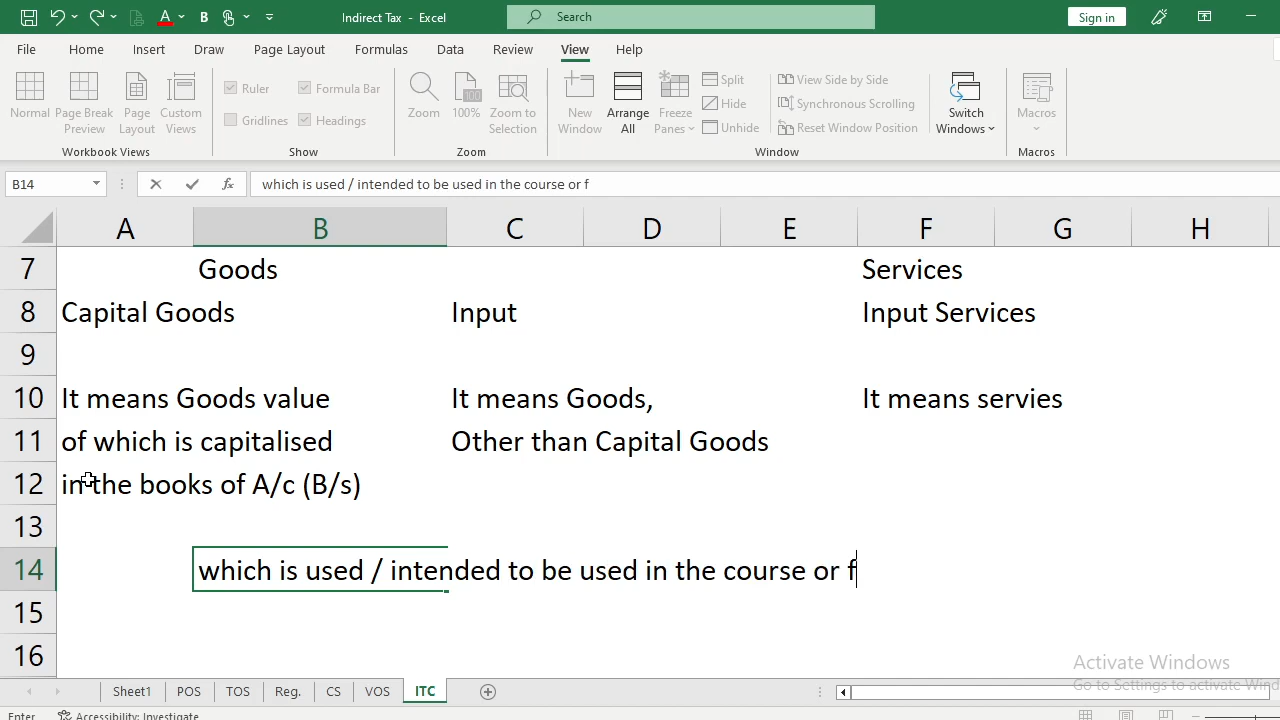 B Indirect Tax - Excel Search Sign in
File Home Insert Draw Page Layout Formulas Data Review View Help
Normal Page Break Preview Page Layout Custom Views
Workbook Views
Ruler Formula Bar
Gridlines Headings
Show
Zoom 100% Zoom to Selection
Zoom
New Window Arrange All Freeze Panes
Split
Hide
Unhide
View Side by Side
Synchronous Scrolling
Reset Window Position
Switch Windows
Window
Macros
Macros
B14 fx which is used / intended to be used in the course or f
A B C D E F G H
7 Goods Services
8 Capital Goods Input Input Services
9
10 It means Goods value It means Goods, It means servies
11 of which is capitalised Other than Capital Goods
12 in the books of A/c (B/s)
13
14 which is used / intended to be used in the course or f
15
16
Activate Windows
Go to Settings to activate Wind
Sheet1 POS TOS Reg. CS VOS ITC
Enter Accessibility: Investigate